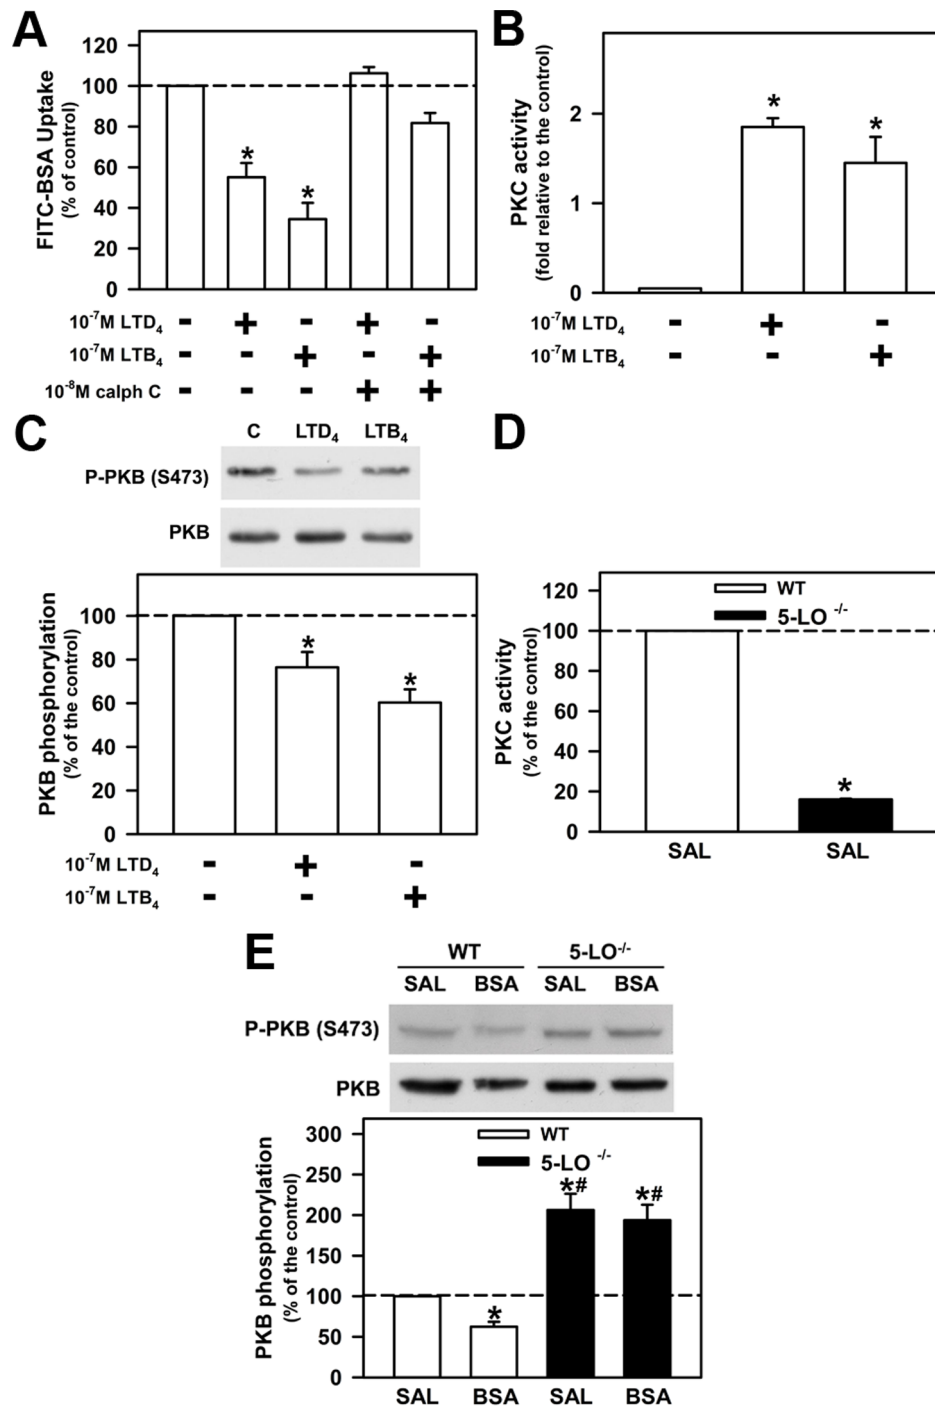 A
FITC-BSA Uptake
(% of control)
120
100
80
60
40
20
0
*
*
10⁻⁷M LTD₄ - + - + -
10⁻⁷M LTB₄ - - + - +
10⁻⁸M calph C - - - + +
B
PKC activity
(fold relative to the control)
2
1
0
*
*
10⁻⁷M LTD₄ - + -
10⁻⁷M LTB₄ - - +
C
C LTD₄ LTB₄
P-PKB (S473)
PKB
PKB phosphorylation
(% of the control)
100
80
60
40
20
0
*
*
10⁻⁷M LTD₄ - + -
10⁻⁷M LTB₄ - - +
D
PKC activity
(% of the control)
120
100
80
60
40
20
0
WT
5-LO -/-
*
SAL SAL
E
WT 5-LO-/-
SAL BSA SAL BSA
P-PKB (S473)
PKB
PKB phosphorylation
(% of the control)
300
250
200
150
100
50
0
WT
5-LO -/-
*
*#
*#
SAL BSA SAL BSA